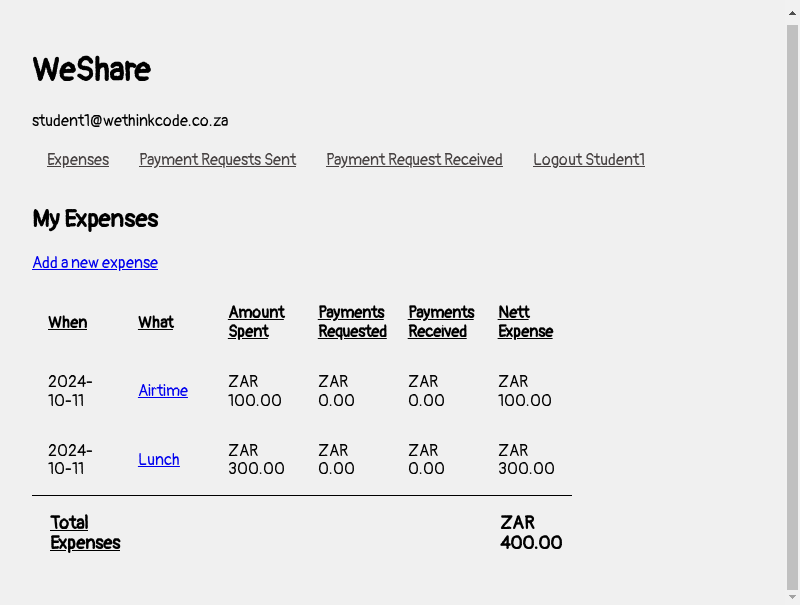 WeShare
student1@wethinkcode.co.za
Expenses Payment Requests Sent Payment Request Received Logout Student1
My Expenses
Add a new expense
When What Amount Spent Payments Requested Payments Received Nett Expense
2024-10-11 Airtime ZAR 100.00 ZAR 0.00 ZAR 0.00 ZAR 100.00
2024-10-11 Lunch ZAR 300.00 ZAR 0.00 ZAR 0.00 ZAR 300.00
Total Expenses ZAR 400.00